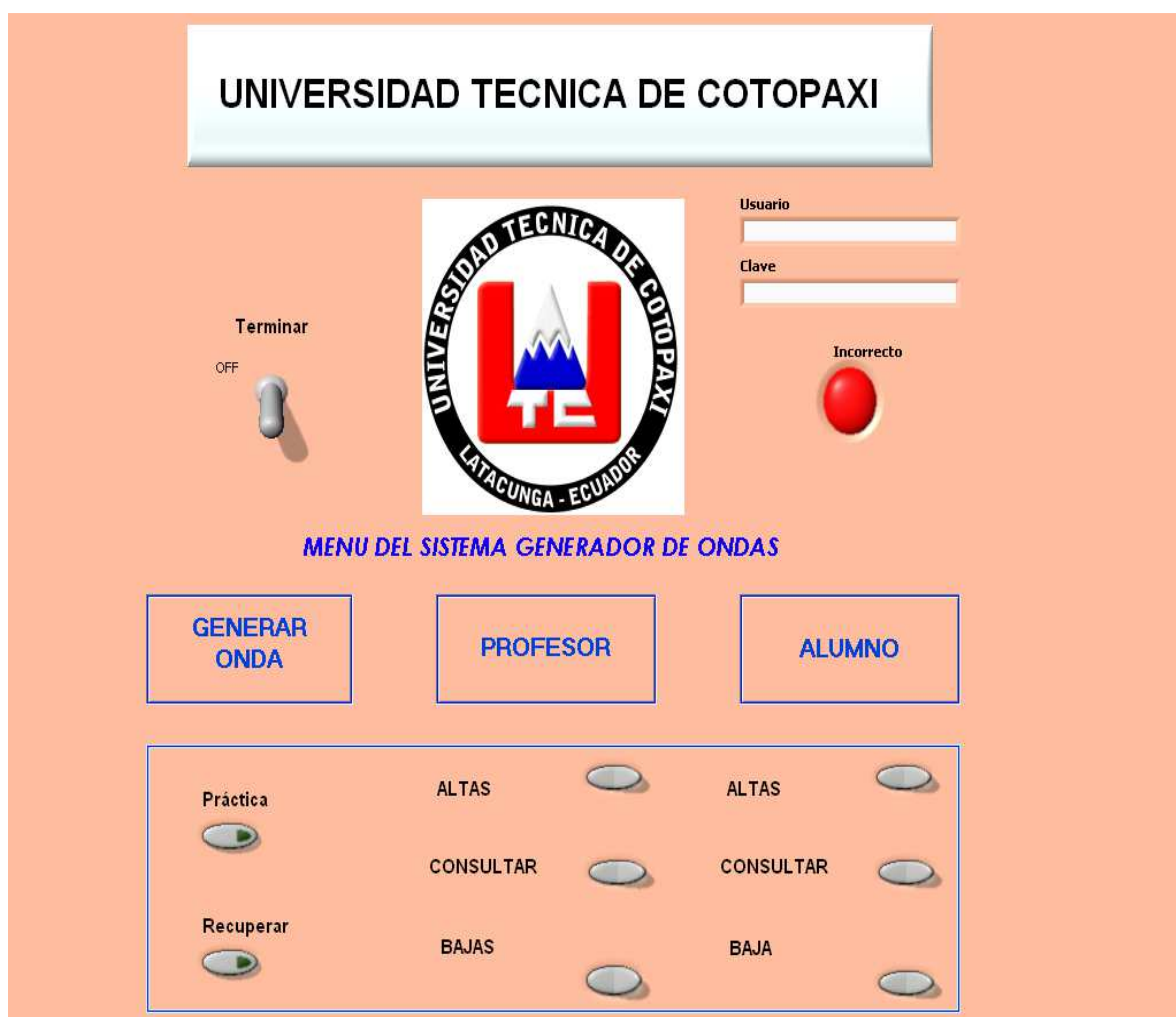 UNIVERSIDAD TECNICA DE COTOPAXI
Usuario
Clave
UNIVERSIDAD TECNICA DE COTOPAXI
UTC
LATACUNGA - ECUADOR
Terminar
OFF
Incorrecto
MENU DEL SISTEMA GENERADOR DE ONDAS
GENERAR
ONDA
PROFESOR
ALUMNO
Práctica
Recuperar
ALTAS
CONSULTAR
BAJAS
ALTAS
CONSULTAR
BAJA